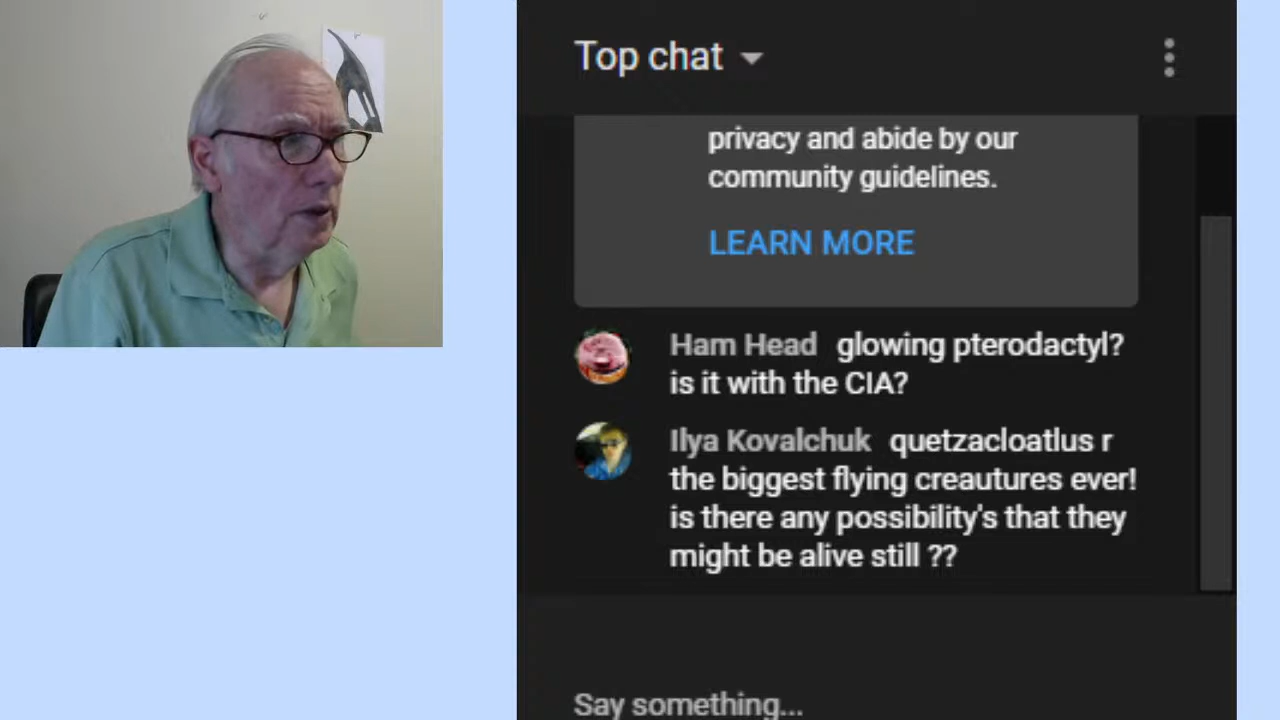 Top chat
privacy and abide by our
community guidelines.
LEARN MORE
Ham Head glowing pterodactyl?
is it with the CIA?
Ilya Kovalchuk quetzacloatlus r
the biggest flying creautures ever!
is there any possibility's that they
might be alive still ??
Say something...